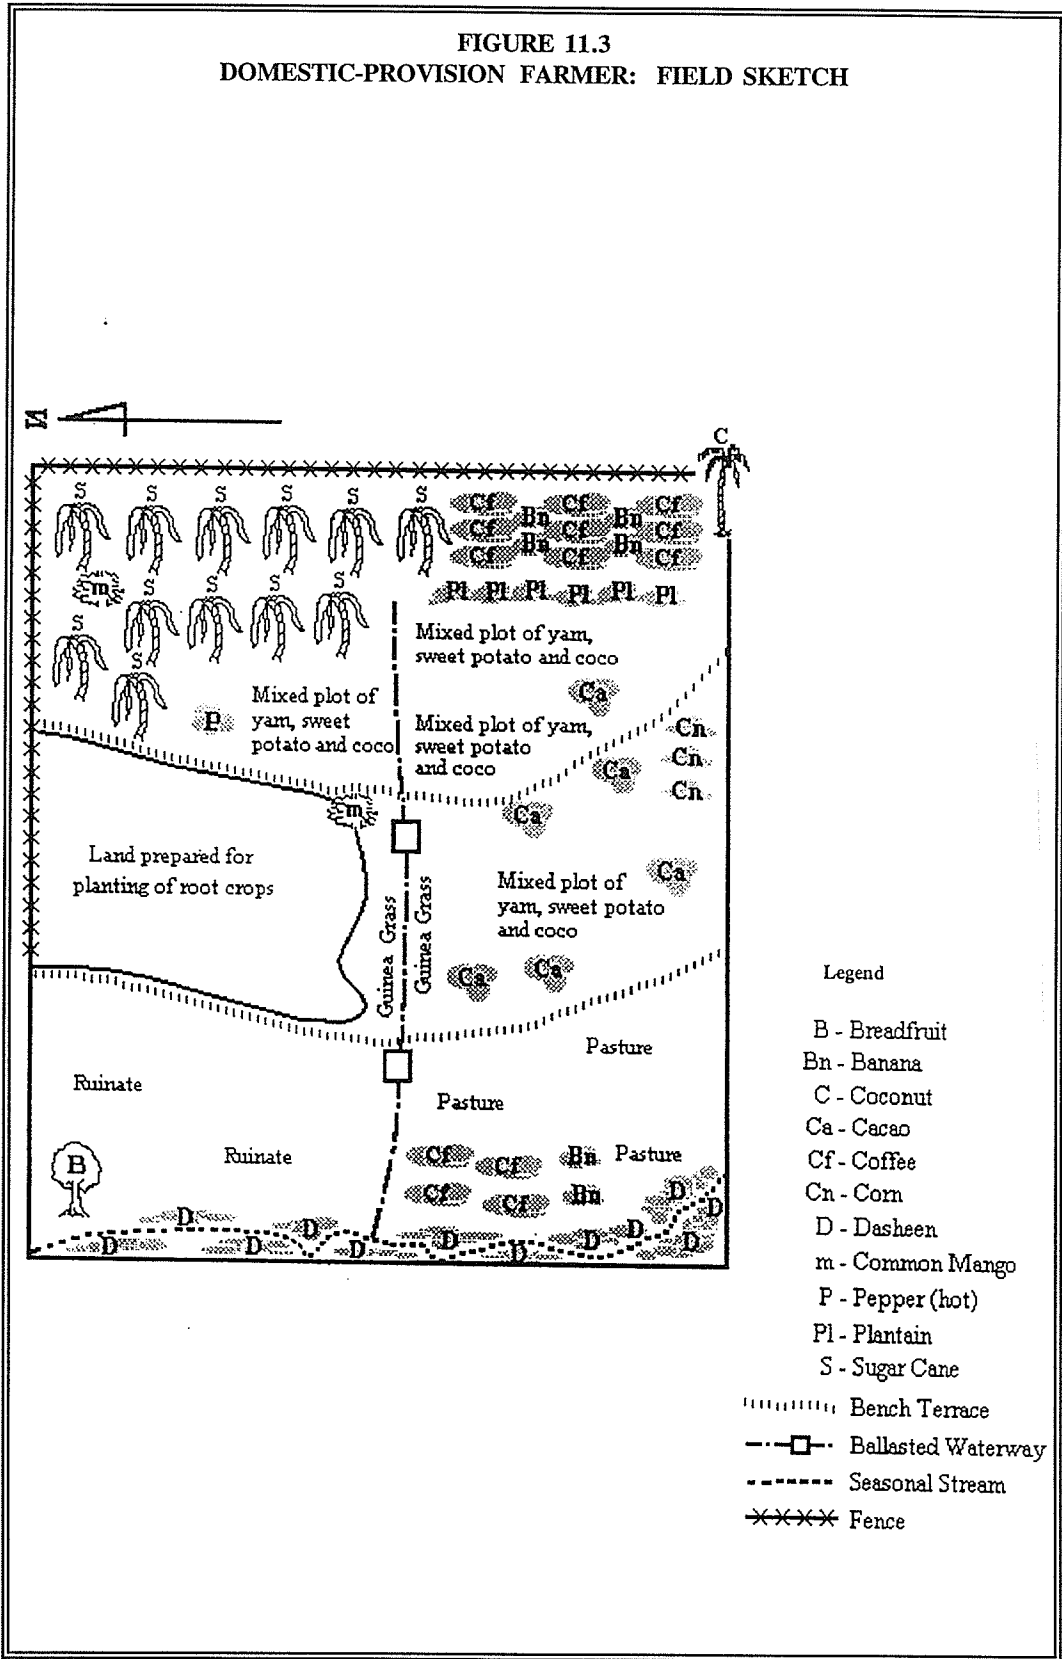 FIGURE 11.3
DOMESTIC-PROVISION FARMER: FIELD SKETCH
N
C
S S S S S S Cf Cf Cf
Bn Bn
Cf Cf Cf
Bn Bn
Cf Cf Cf
m
S S S S Pl Pl Pl Pl Pl Pl
S
S
Mixed plot of yam,
sweet potato and coco
Ca
P
Mixed plot of
yam, sweet
potato and coco
Mixed plot of yam,
sweet potato
and coco
Cn
Cn
Cn
Ca
m
Ca
Land prepared for
planting of root crops
Guinea Grass
Guinea Grass
Ca
Mixed plot of
yam, sweet potato
and coco
Ca Ca
Ruinate
Pasture
Pasture
B
Ruinate
Cf Cf Bn Pasture
Cf Cf Bn
D D D D D
D D D D D D D
Legend
B - Breadfruit
Bn - Banana
C - Coconut
Ca - Cacao
Cf - Coffee
Cn - Corn
D - Dasheen
m - Common Mango
P - Pepper (hot)
Pl - Plantain
S - Sugar Cane
Bench Terrace
Ballasted Waterway
Seasonal Stream
Fence